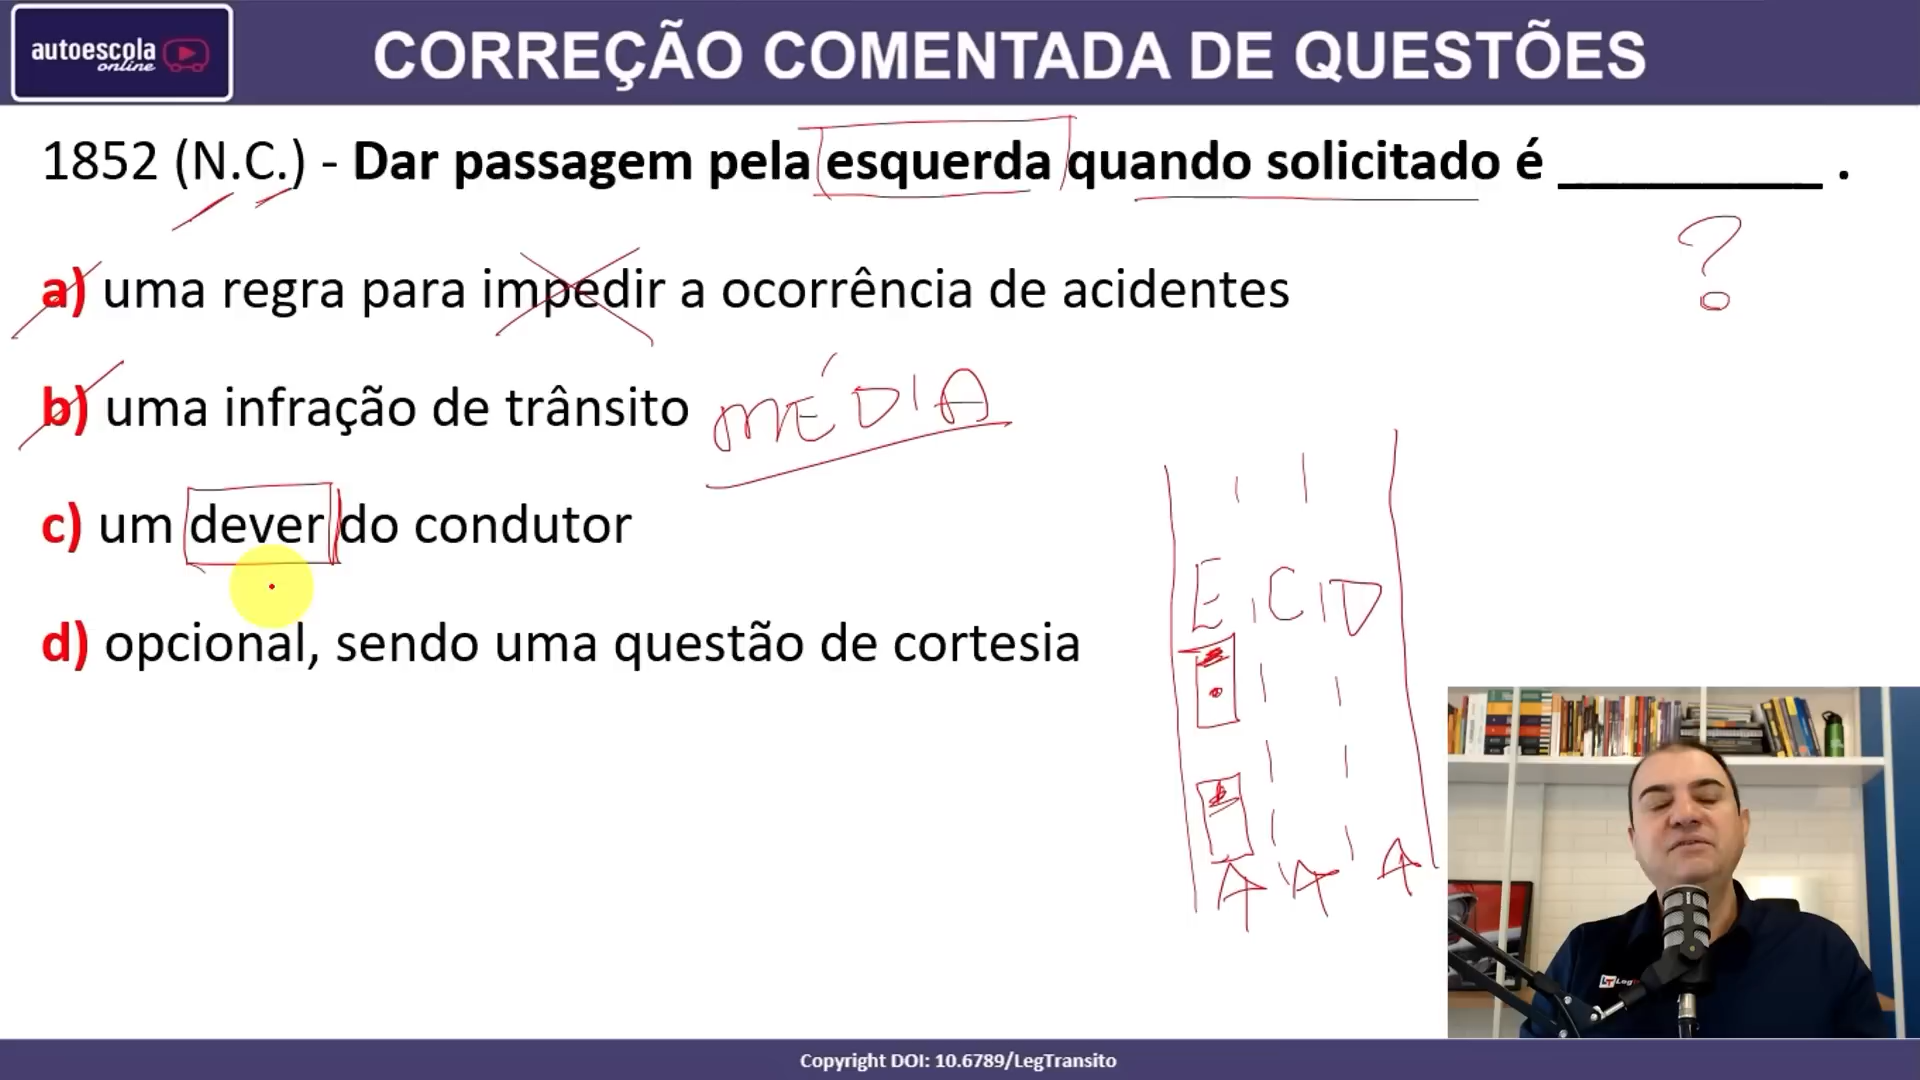 autoescola
online
CORREÇÃO COMENTADA DE QUESTÕES
1852 (N.C.) - Dar passagem pela esquerda quando solicitado é __________ .
?
a) uma regra para impedir a ocorrência de acidentes
b) uma infração de trânsito MÉDIA
c) um dever do condutor
d) opcional, sendo uma questão de cortesia
E C D
Copyright DOI: 10.6789/LegTransito